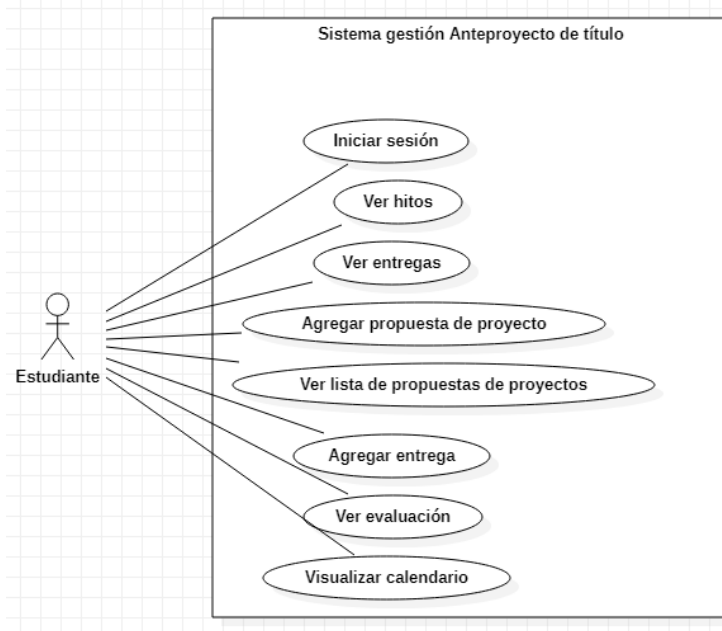 Sistema gestión Anteproyecto de título
Iniciar sesión
Ver hitos
Ver entregas
Agregar propuesta de proyecto
Estudiante
Ver lista de propuestas de proyectos
Agregar entrega
Ver evaluación
Visualizar calendario